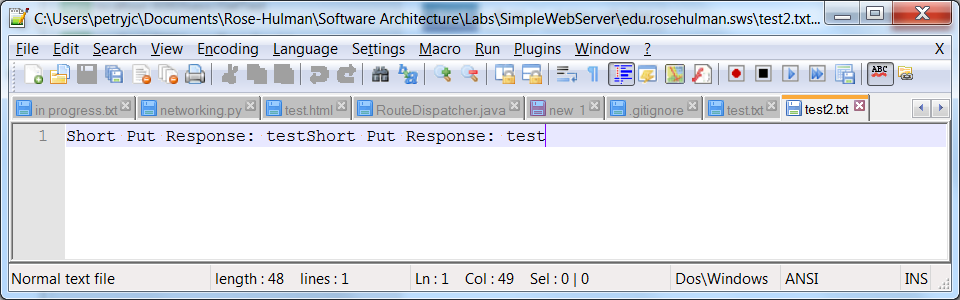 C:\Users\petryjc\Documents\Rose-Hulman\Software Architecture\Labs\SimpleWebServer\edu.rosehulman.sws\test2.txt...
File Edit Search View Encoding Language Settings Macro Run Plugins Window ? X
ABC
in progress.txt networking.py test.html RouteDispatcher.java new 1 .gitignore test.txt test2.txt
1 Short Put Response: testShort Put Response: test
Normal text file length : 48 lines : 1 Ln : 1 Col : 49 Sel : 0 | 0 Dos\Windows ANSI INS